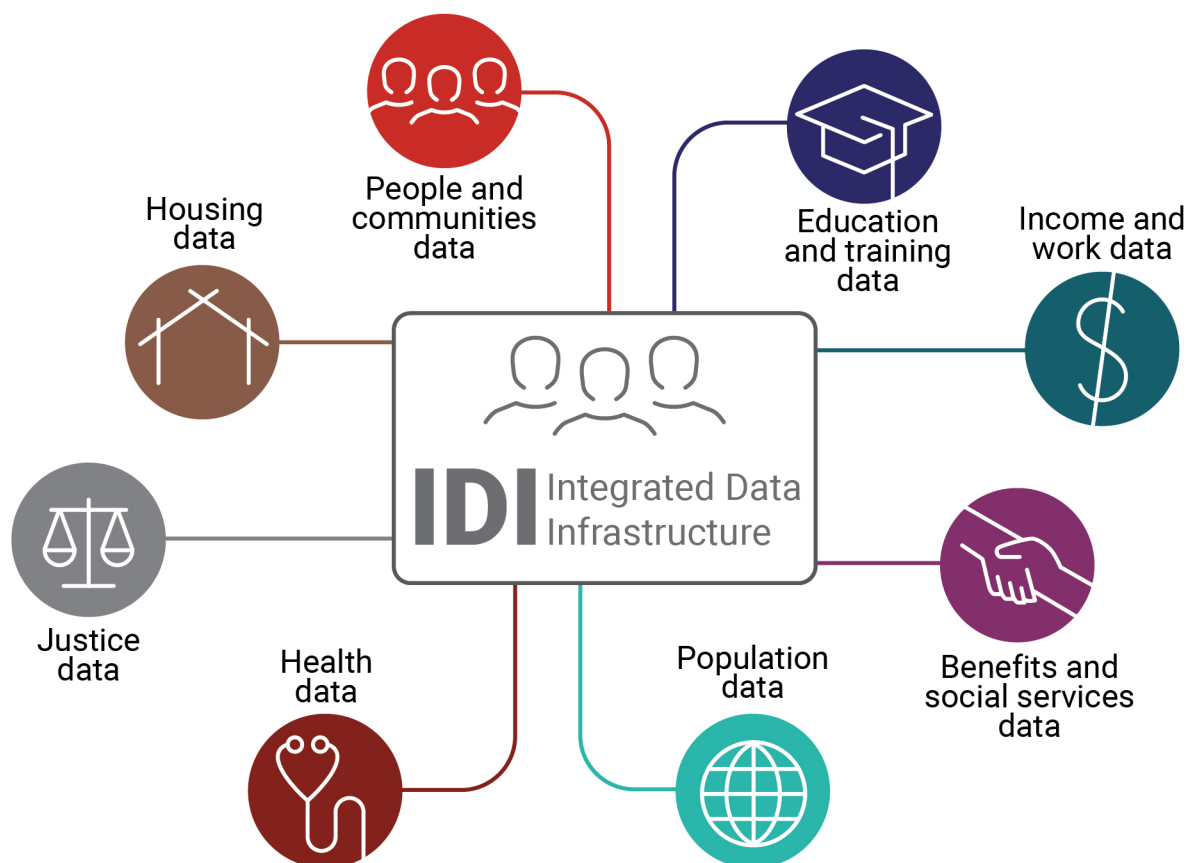 People and
communities
data
Education
and training
data
Housing
data
Income and
work data
IDI
Integrated Data
Infrastructure
Justice
data
Health
data
Population
data
Benefits and
social services
data